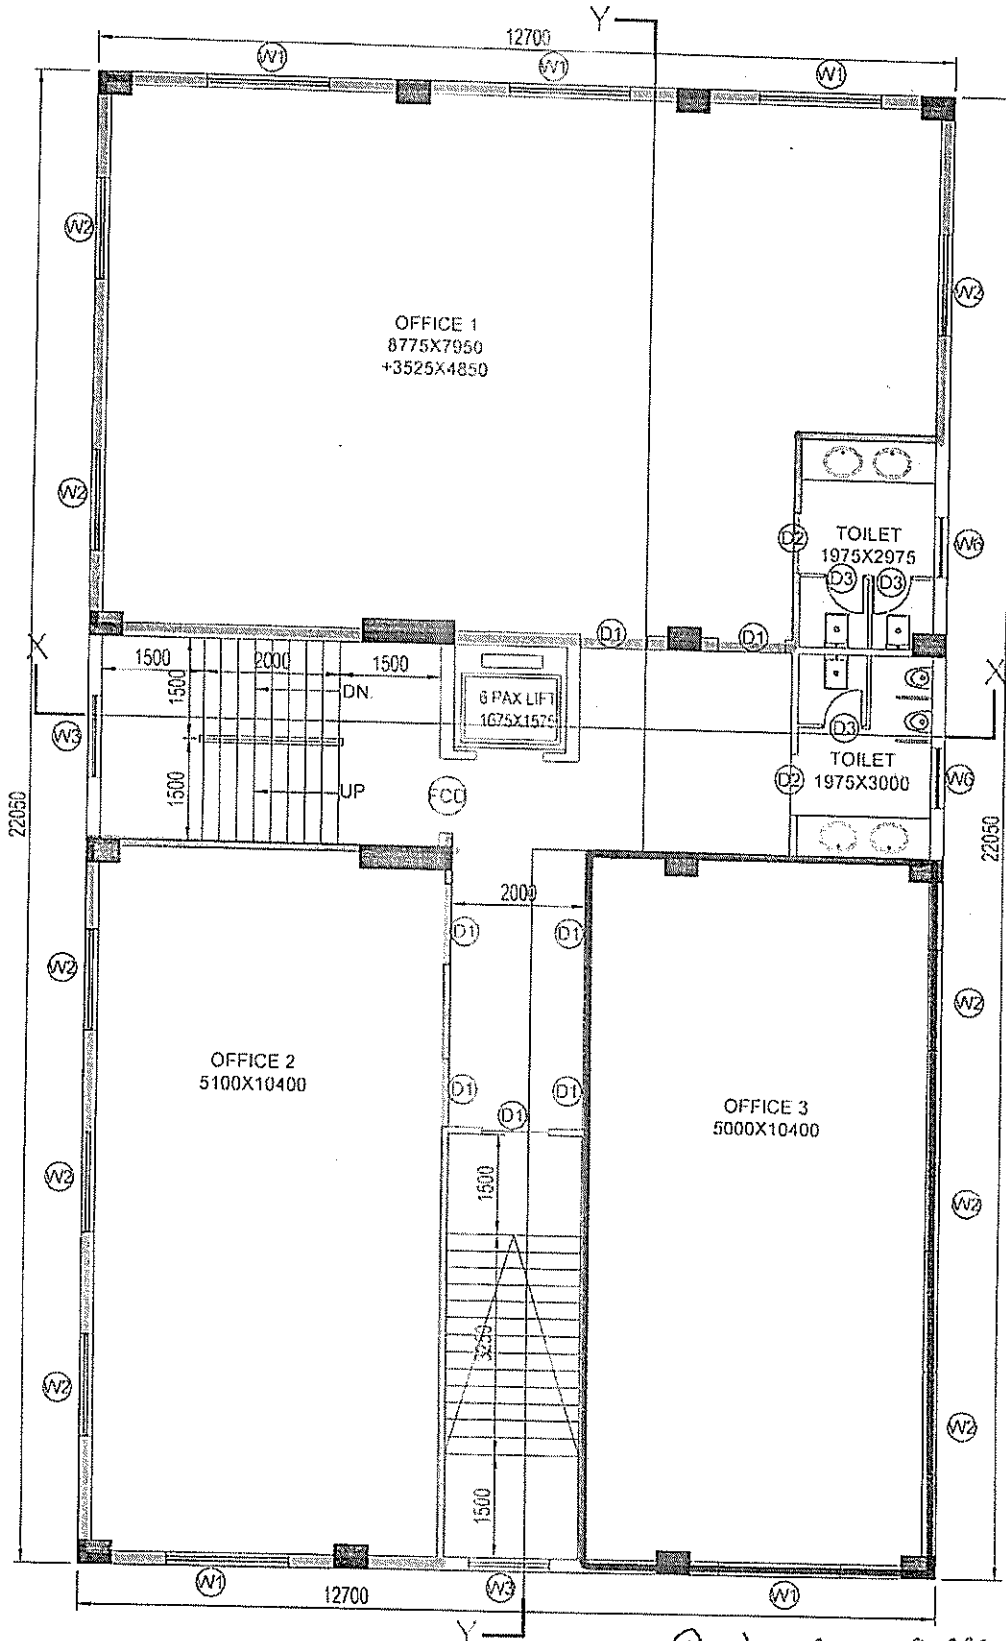 Y
12700
W1
W1
W1
W2
W2
OFFICE 1
8775X7950
+3525X4850
W2
D2
TOILET
1975X2975
W6
D3
D3
D1
D1
X
1500
2000
1500
1500
DN.
6 PAX LIFT
1675X1575
X
W3
D3
TOILET
1975X3000
D2
W6
1500
UP
FCD
22050
22050
2000
D1
D1
W2
W2
OFFICE 2
5100X10400
D1
D1
D1
OFFICE 3
5000X10400
W2
1500
W2
3250
W2
W2
1500
W1
W3
W1
12700
Y